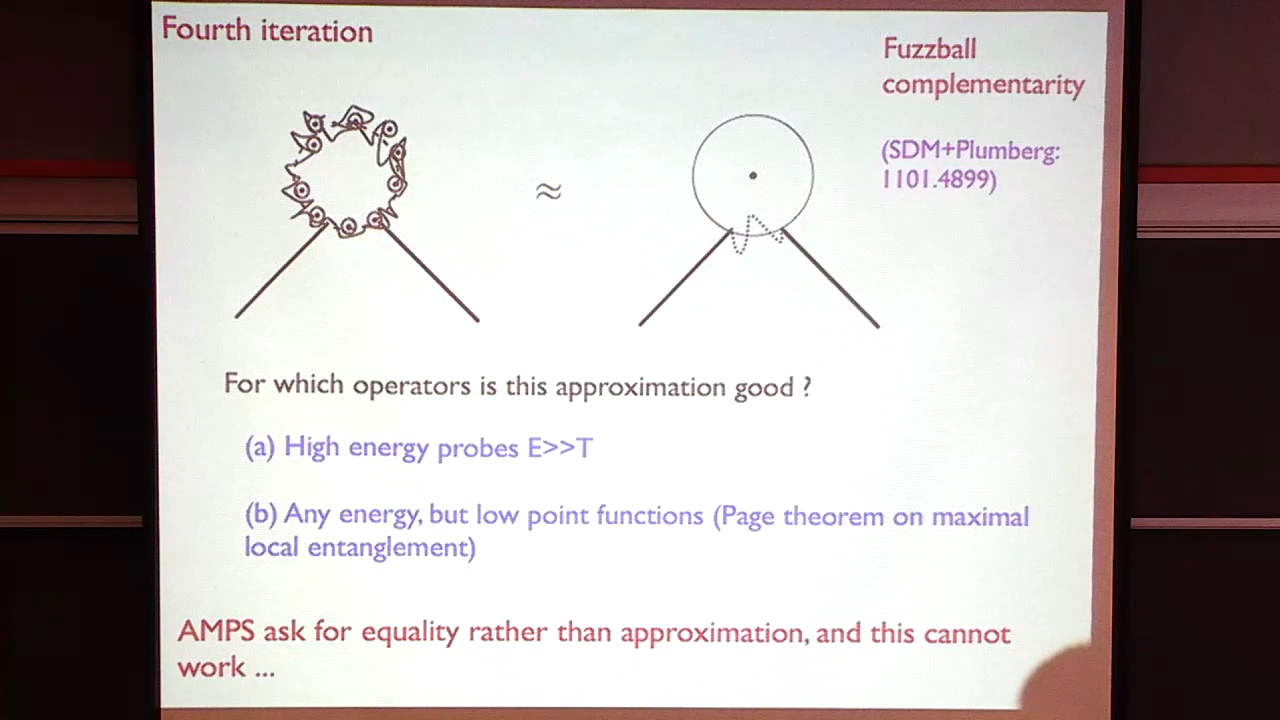 Fourth iteration
Fuzzball
complementarity
(SDM+Plumberg:
1101.4899)
≈
For which operators is this approximation good ?
(a) High energy probes E>>T
(b) Any energy, but low point functions (Page theorem on maximal
local entanglement)
AMPS ask for equality rather than approximation, and this cannot
work ...